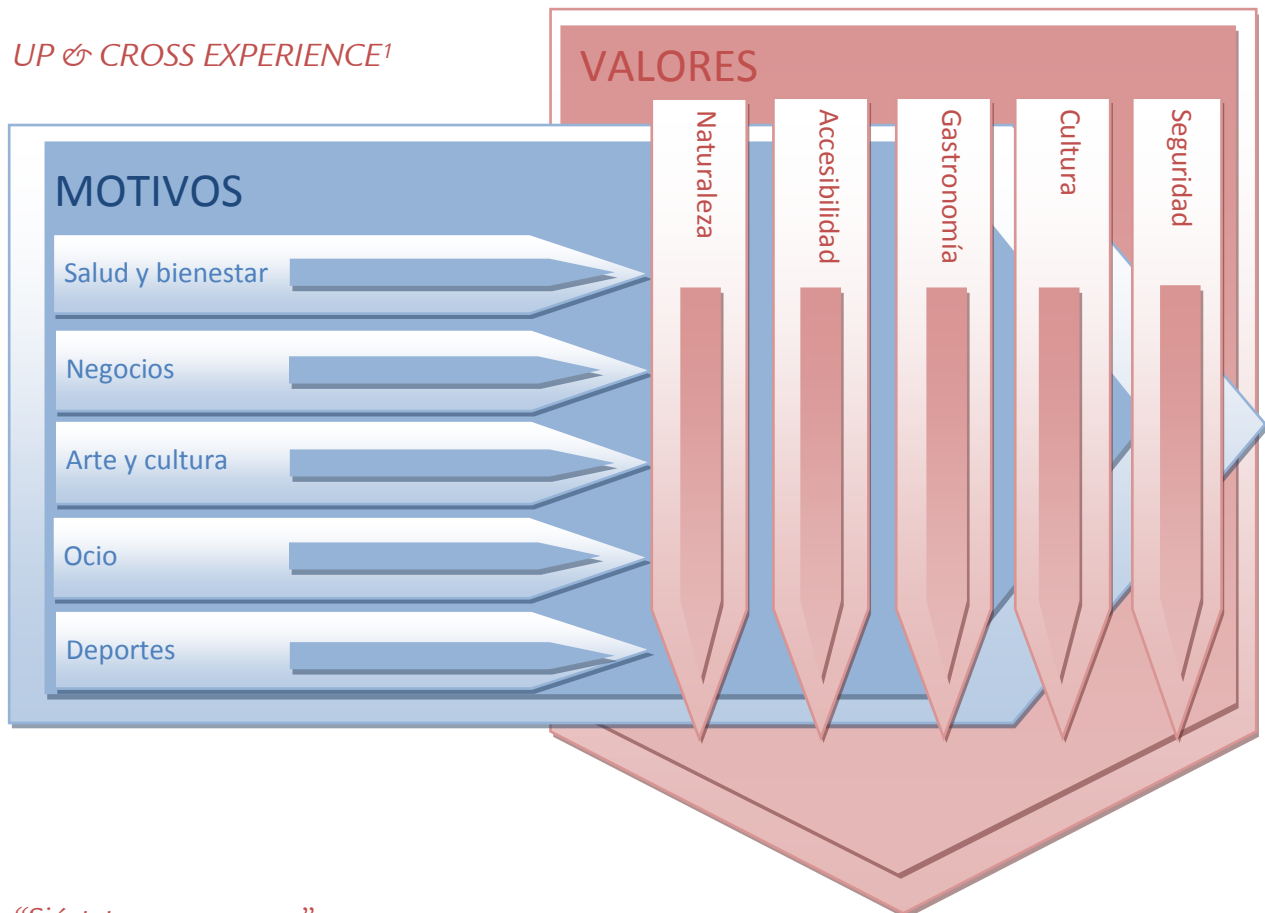 UP & CROSS EXPERIENCE¹
VALORES
Naturaleza
Accesibilidad
Gastronomía
Cultura
Seguridad
MOTIVOS
Salud y bienestar
Negocios
Arte y cultura
Ocio
Deportes